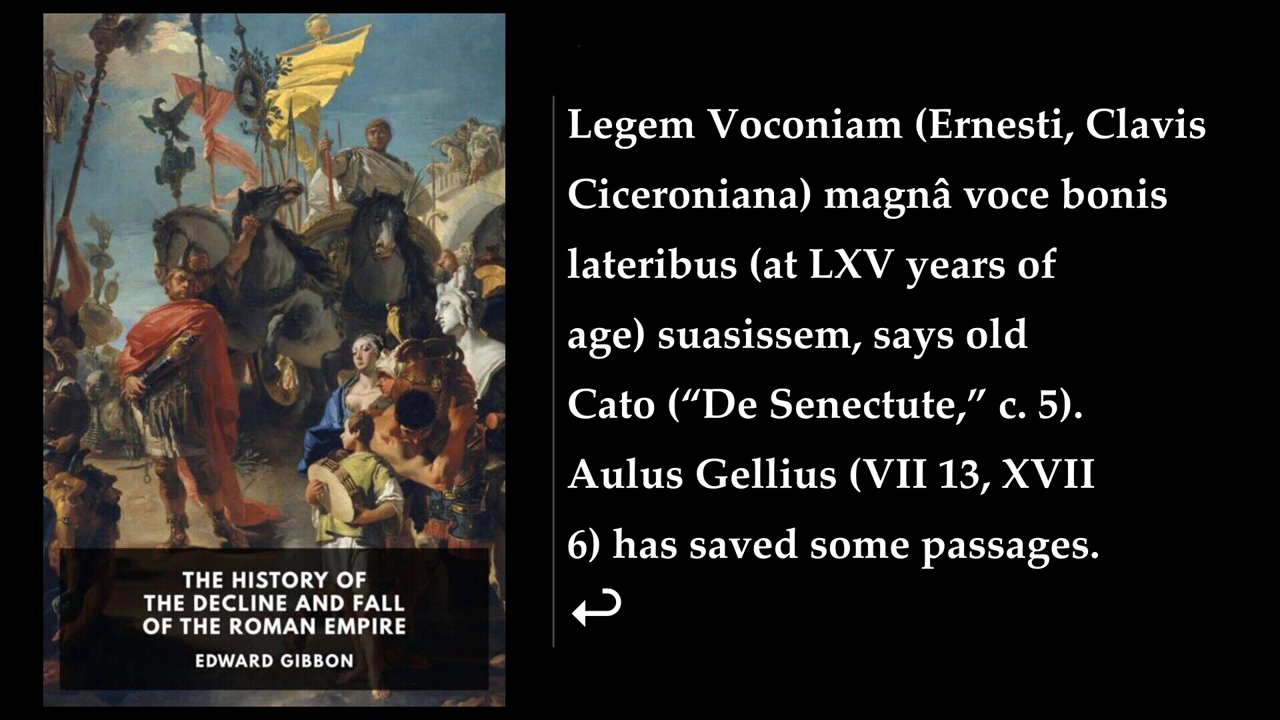 THE HISTORY OF
THE DECLINE AND FALL
OF THE ROMAN EMPIRE
EDWARD GIBBON
Legem Voconiam (Ernesti, Clavis
Ciceroniana) magnâ voce bonis
lateribus (at LXV years of
age) suasissem, says old
Cato (“De Senectute,” c. 5).
Aulus Gellius (VII 13, XVII
6) has saved some passages.
↩